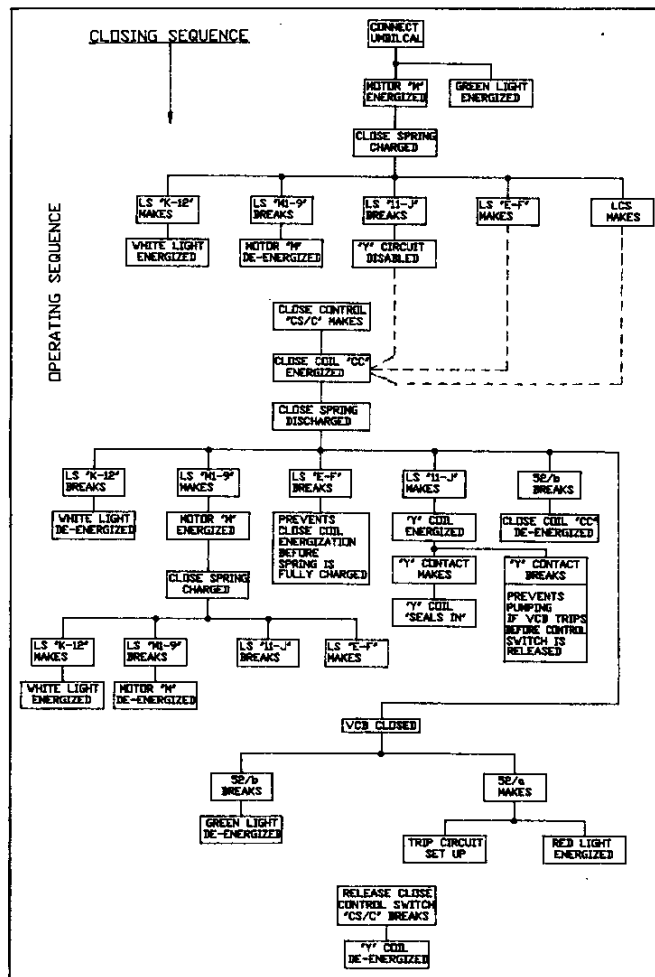 CLOSING SEQUENCE
OPERATING SEQUENCE
CONNECT
UMBILCAL
MOTOR "M"
ENERGIZED
GREEN LIGHT
ENERGIZED
CLOSE SPRING
CHARGED
LS "K-12"
MAKES
LS "M1-9"
BREAKS
LS "11-J"
BREAKS
LS "E-F"
MAKES
LCS
MAKES
WHITE LIGHT
ENERGIZED
MOTOR "M"
DE-ENERGIZED
"Y" CIRCUIT
DISABLED
CLOSE CONTROL
"CS/C" MAKES
CLOSE COIL "CC"
ENERGIZED
CLOSE SPRING
DISCHARGED
LS "K-12"
BREAKS
LS "M1-9"
MAKES
LS "E-F"
BREAKS
LS "11-J"
MAKES
52/b
BREAKS
WHITE LIGHT
DE-ENERGIZED
MOTOR "M"
ENERGIZED
PREVENTS
CLOSE COIL
ENERGIZATION
BEFORE
SPRING IS
FULLY CHARGED
"Y" COIL
ENERGIZED
CLOSE COIL "CC"
DE-ENERGIZED
CLOSE SPRING
CHARGED
"Y" CONTACT
MAKES
"Y" CONTACT
BREAKS
"Y" COIL
"SEALS IN"
PREVENTS
PUMPING
IF VCB TRIPS
BEFORE CONTROL
SWITCH IS
RELEASED
LS "K-12"
MAKES
LS "M1-9"
BREAKS
LS "11-J"
BREAKS
LS "E-F"
MAKES
WHITE LIGHT
ENERGIZED
MOTOR "M"
DE-ENERGIZED
VCB CLOSED
52/b
BREAKS
52/a
MAKES
GREEN LIGHT
DE-ENERGIZED
TRIP CIRCUIT
SET UP
RED LIGHT
ENERGIZED
RELEASE CLOSE
CONTROL SWITCH
"CS/C" BREAKS
"Y" COIL
DE-ENERGIZED